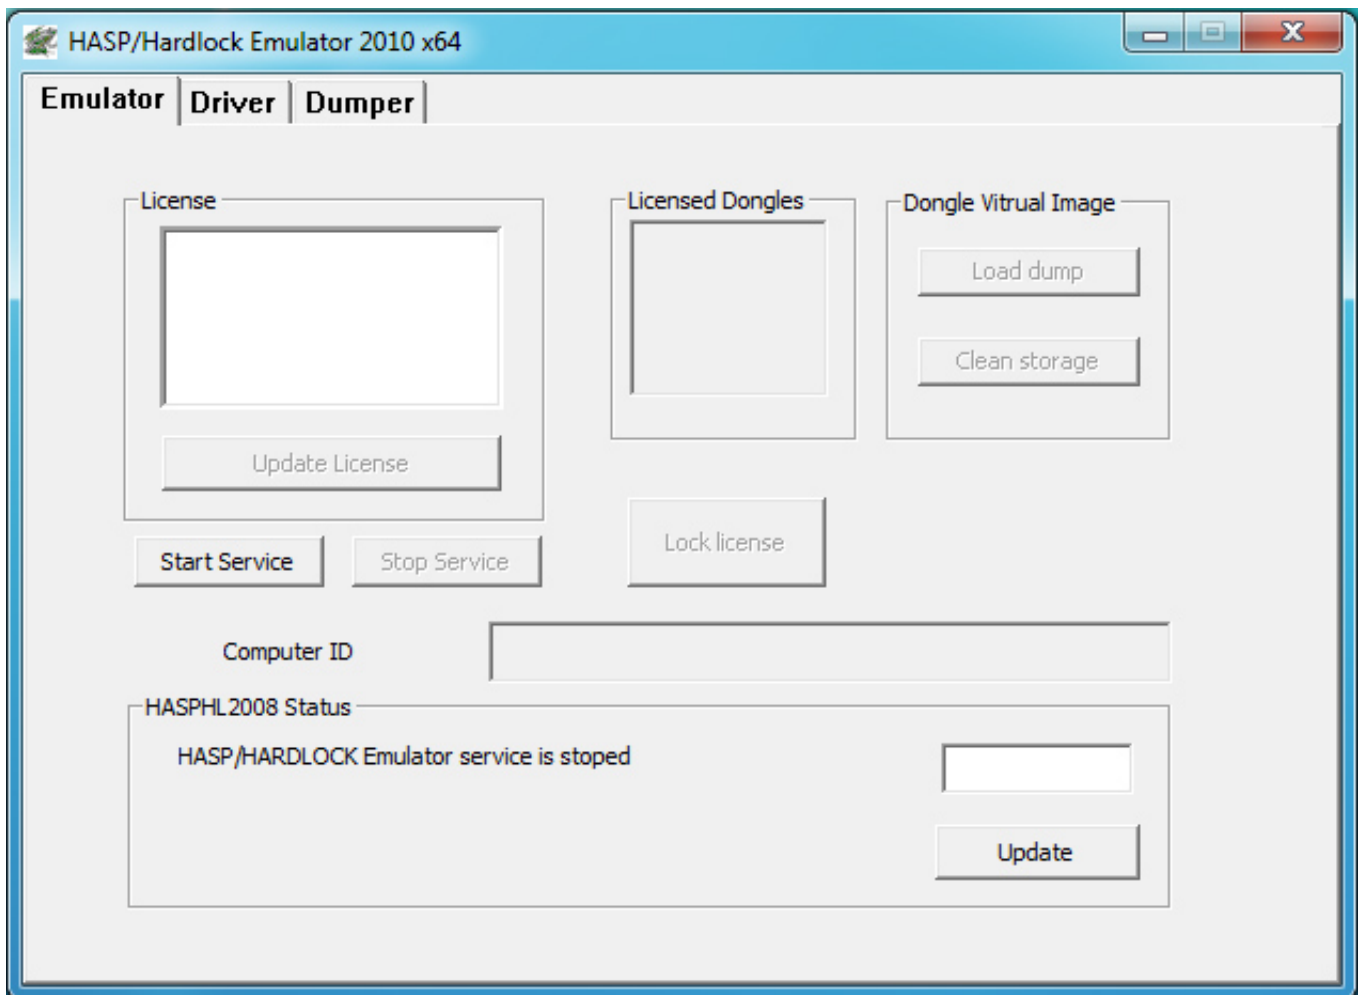 HASP/Hardlock Emulator 2010 x64
Emulator Driver Dumper
License
Licensed Dongles
Dongle Vitrual Image
Load dump
Clean storage
Update License
Start Service
Stop Service
Lock license
Computer ID
HASPHL2008 Status
HASP/HARDLOCK Emulator service is stoped
Update